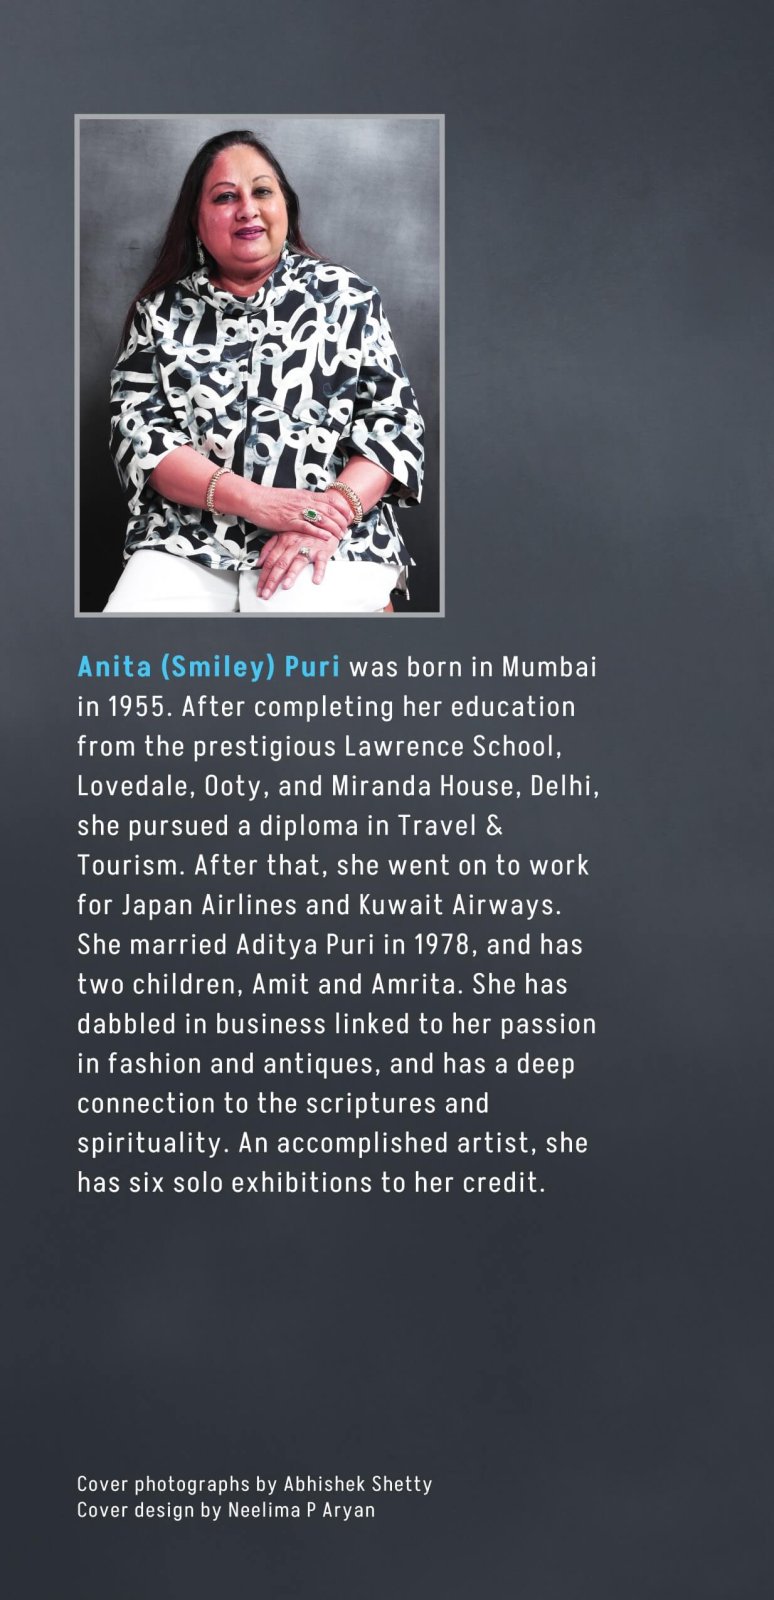 Anita (Smiley) Puri was born in Mumbai
in 1955. After completing her education
from the prestigious Lawrence School,
Lovedale, Ooty, and Miranda House, Delhi,
she pursued a diploma in Travel &
Tourism. After that, she went on to work
for Japan Airlines and Kuwait Airways.
She married Aditya Puri in 1978, and has
two children, Amit and Amrita. She has
dabbled in business linked to her passion
in fashion and antiques, and has a deep
connection to the scriptures and
spirituality. An accomplished artist, she
has six solo exhibitions to her credit.
Cover photographs by Abhishek Shetty
Cover design by Neelima P Aryan